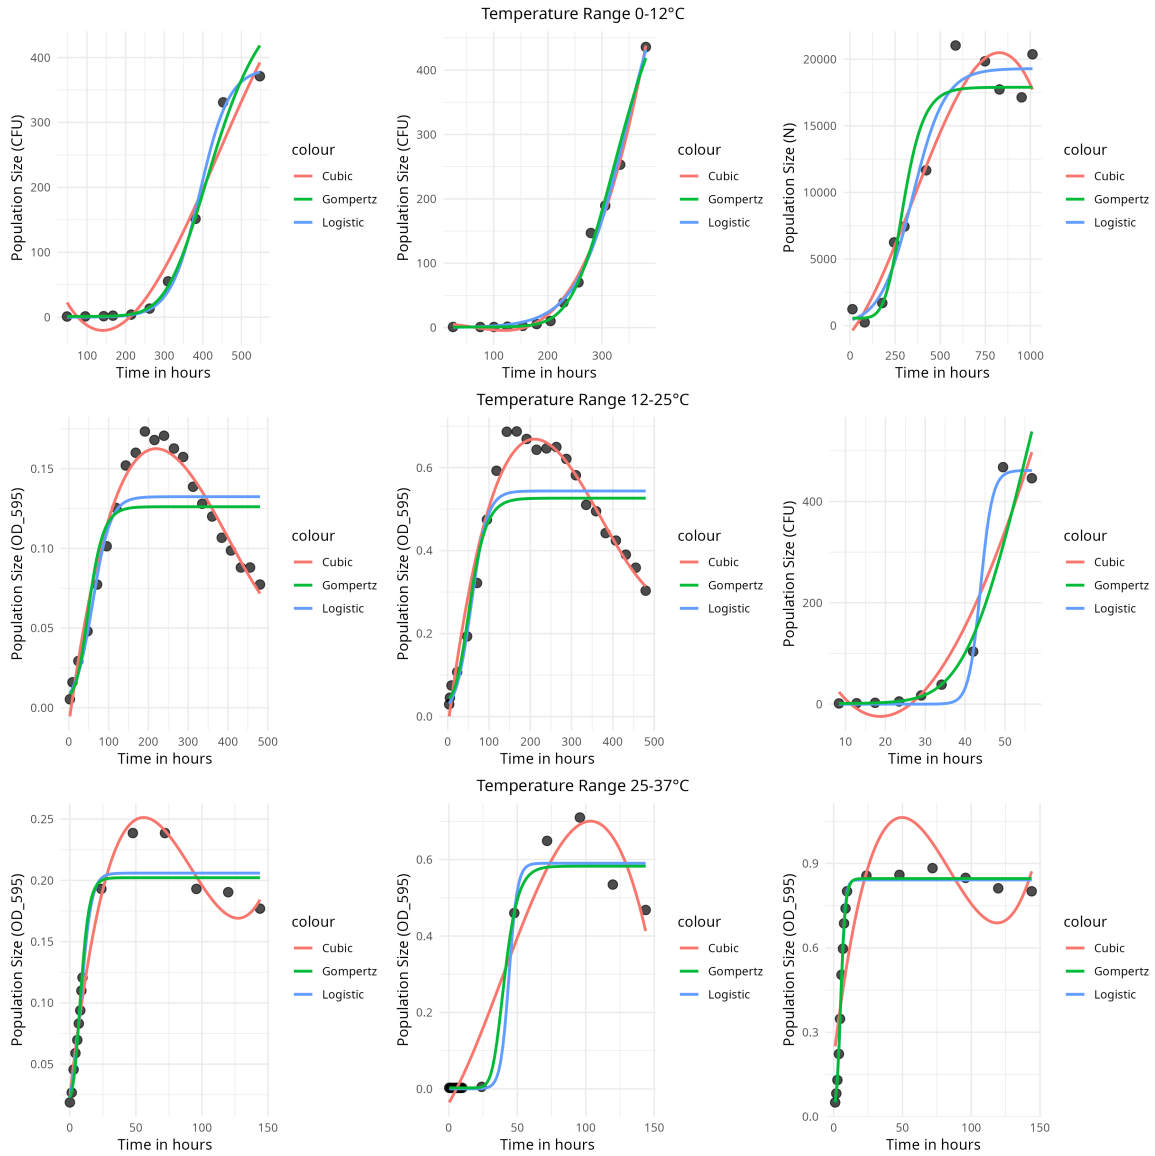 Temperature Range 0-12°C
Population Size (CFU)
400
300
200
100
0
100 200 300 400 500
Time in hours
colour
Cubic
Gompertz
Logistic
Population Size (CFU)
400
300
200
100
0
100 200 300
Time in hours
colour
Cubic
Gompertz
Logistic
Population Size (N)
20000
15000
10000
5000
0
0 250 500 750 1000
Time in hours
colour
Cubic
Gompertz
Logistic
Temperature Range 12-25°C
Population Size (OD_595)
0.15
0.10
0.05
0.00
0 100 200 300 400 500
Time in hours
colour
Cubic
Gompertz
Logistic
Population Size (OD_595)
0.6
0.4
0.2
0.0
0 100 200 300 400 500
Time in hours
colour
Cubic
Gompertz
Logistic
Population Size (CFU)
400
200
0
10 20 30 40 50
Time in hours
colour
Cubic
Gompertz
Logistic
Temperature Range 25-37°C
Population Size (OD_595)
0.25
0.20
0.15
0.10
0.05
0 50 100 150
Time in hours
colour
Cubic
Gompertz
Logistic
Population Size (OD_595)
0.6
0.4
0.2
0.0
0 50 100 150
Time in hours
colour
Cubic
Gompertz
Logistic
Population Size (OD_595)
0.9
0.6
0.3
0.0
0 50 100 150
Time in hours
colour
Cubic
Gompertz
Logistic